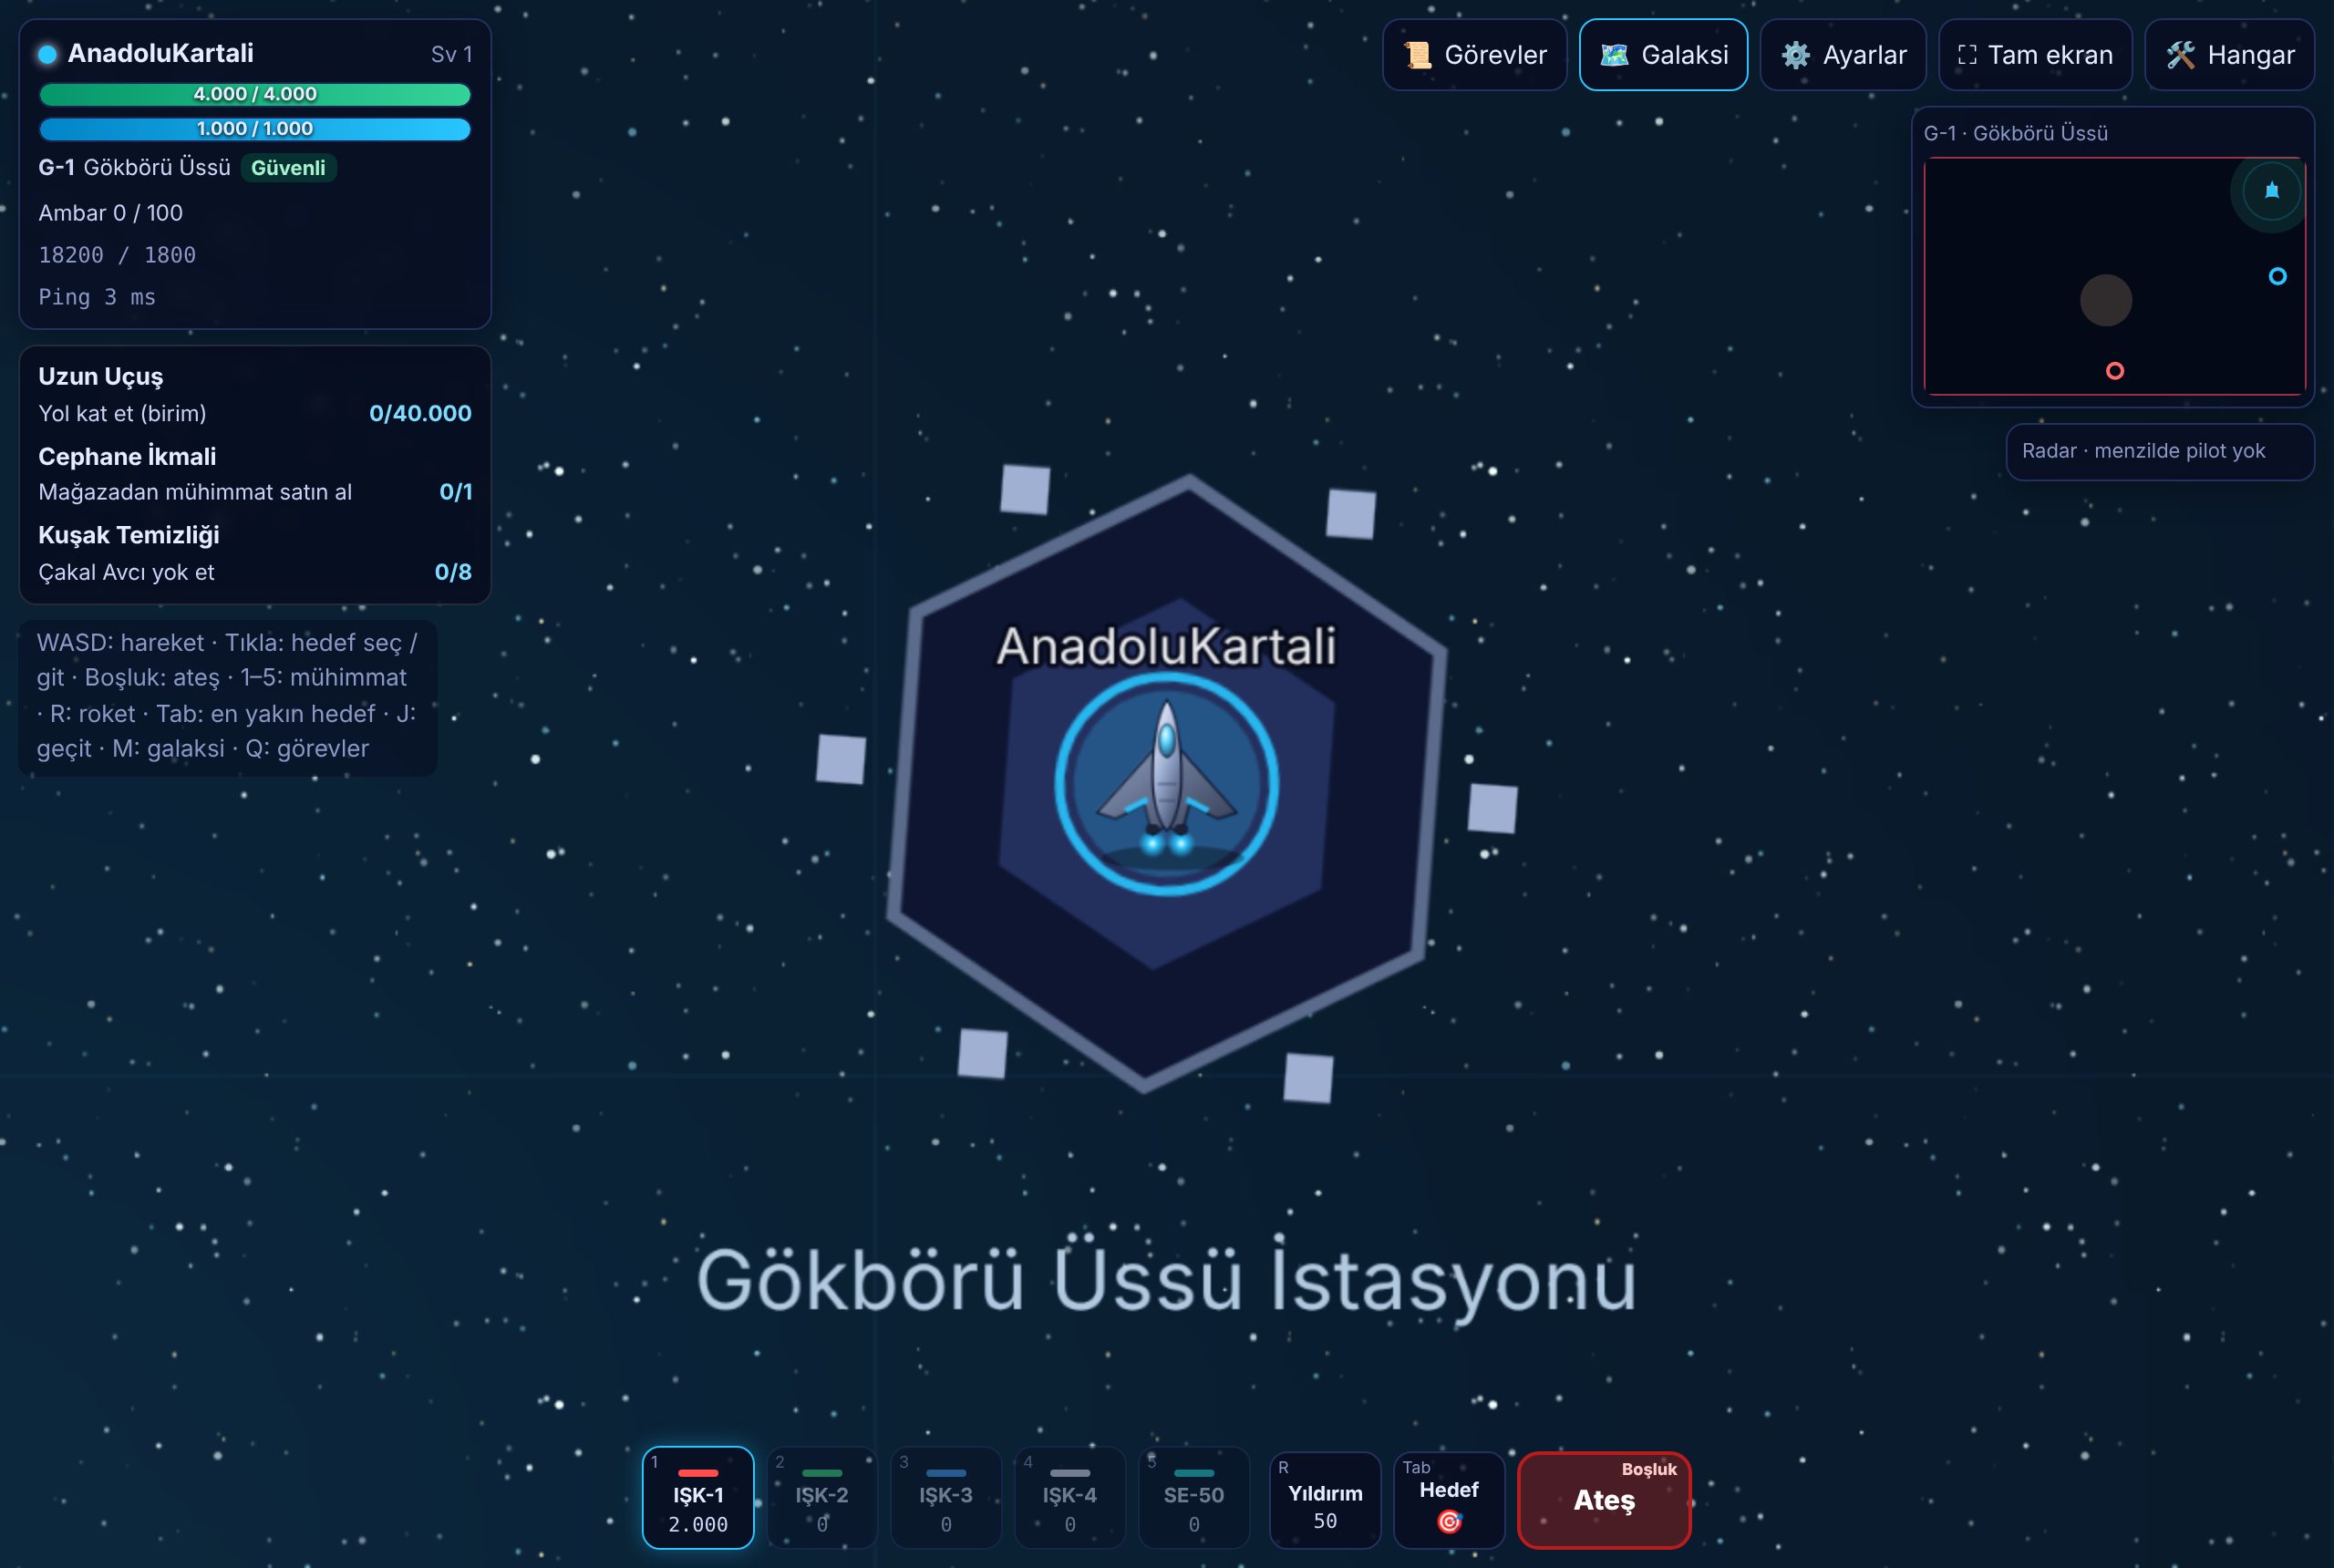 AnadoluKartali Sv 1
4.000 / 4.000
1.000 / 1.000
G-1 Gökbörü Üssü Güvenli
Ambar 0 / 100
18200 / 1800
Ping 3 ms
Uzun Uçuş
Yol kat et (birim) 0/40.000
Cephane İkmali
Mağazadan mühimmat satın al 0/1
Kuşak Temizliği
Çakal Avcı yok et 0/8
WASD: hareket · Tıkla: hedef seç /
git · Boşluk: ateş · 1–5: mühimmat
· R: roket · Tab: en yakın hedef · J:
geçit · M: galaksi · Q: görevler
Görevler
Galaksi
Ayarlar
Tam ekran
Hangar
G-1 · Gökbörü Üssü
Radar · menzilde pilot yok
AnadoluKartali
Gökbörü Üssü İstasyonu
1
IŞK-1
2.000
2
IŞK-2
0
3
IŞK-3
0
4
IŞK-4
0
5
SE-50
0
R
Yıldırım
50
Tab
Hedef
Boşluk
Ateş